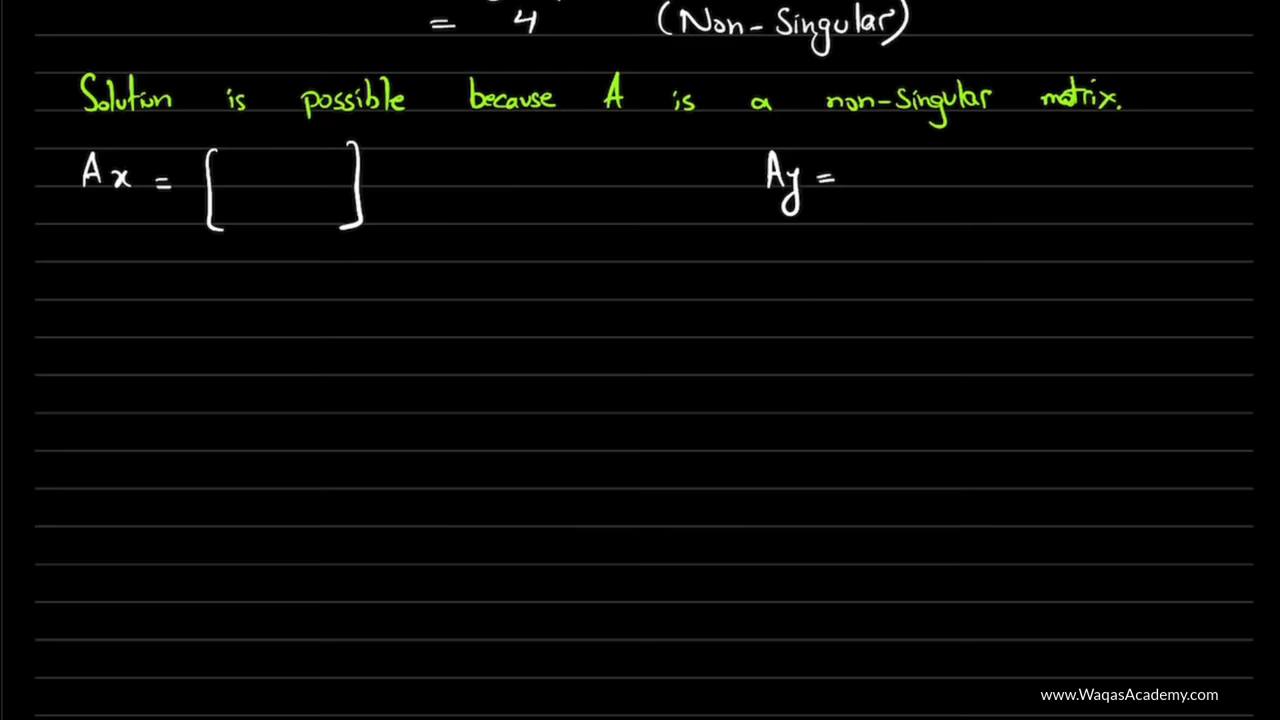 = 4 (Non-Singular)
Solution is possible because A is a non-singular matrix.
Ax = [ ] Ay =
www.WaqasAcademy.com